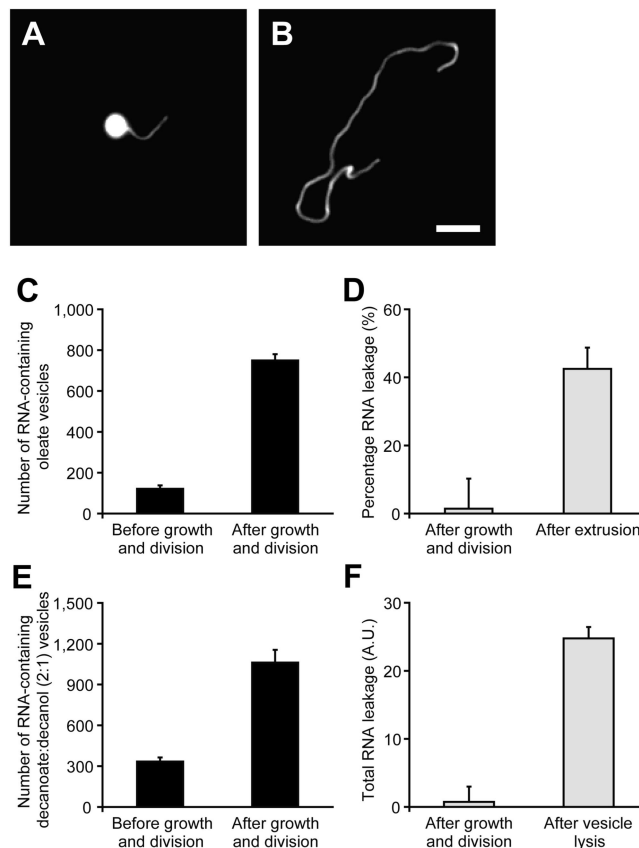 A
B
C
Number of RNA-containing
oleate vesicles
1,000
800
600
400
200
0
Before growth
and division
After growth
and division
D
Percentage RNA leakage (%)
60
40
20
0
After growth
and division
After extrusion
E
Number of RNA-containing
decanoate:decanol (2:1) vesicles
1,500
1,200
900
600
300
0
Before growth
and division
After growth
and division
F
Total RNA leakage (A.U.)
30
20
10
0
After growth
and division
After vesicle
lysis